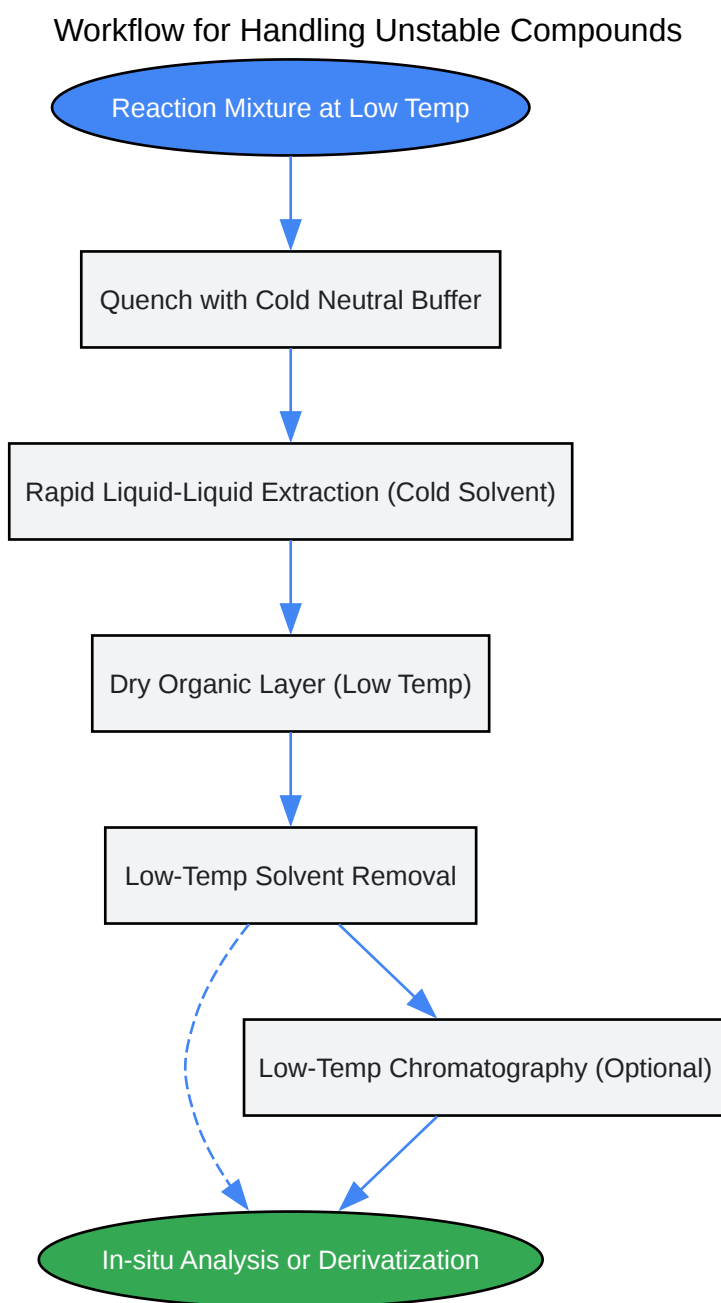 Workflow for Handling Unstable Compounds
Reaction Mixture at Low Temp
Quench with Cold Neutral Buffer
Rapid Liquid-Liquid Extraction (Cold Solvent)
Dry Organic Layer (Low Temp)
Low-Temp Solvent Removal
Low-Temp Chromatography (Optional)
In-situ Analysis or Derivatization